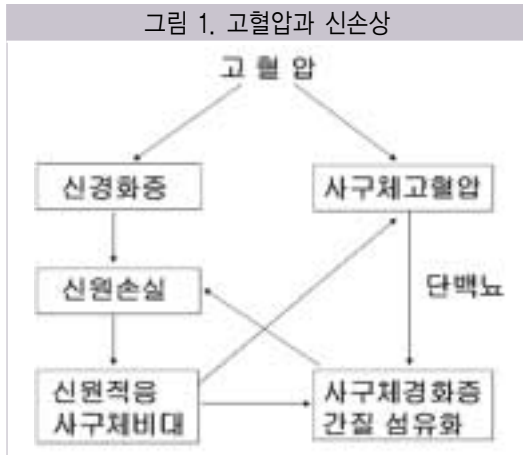 그림 1. 고혈압과 신손상
고 혈 압
신경화증
사구체고혈압
신원손실
단백뇨
신원적응
사구체비대
사구체경화증
간질 섬유화